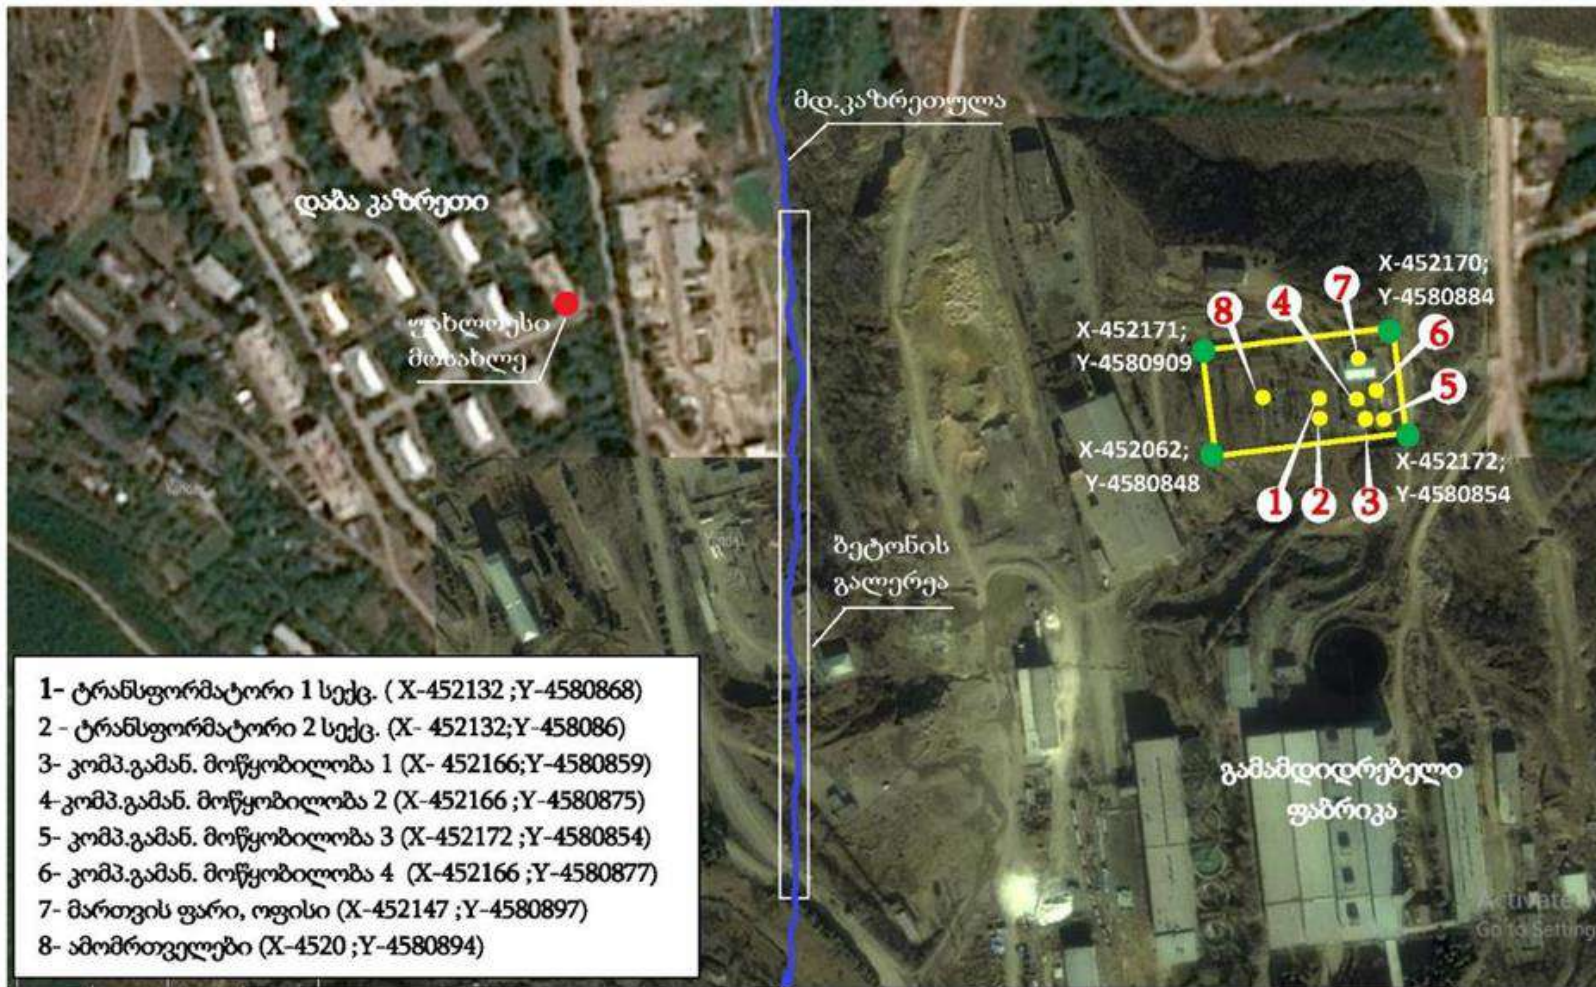 მდ.კაზრეთულა
დაბა კაზრეთი
უახლოესი
მოსახლე
X-452170;
Y-4580884
7
4
8
6
X-452171;
Y-4580909
5
X-452062;
Y-4580848
X-452172;
Y-4580854
1
2
3
ბეტონის
გალერეა
გამამდიდრებელი
ფაბრიკა
1- ტრანსფორმატორი 1 სექც. ( X-452132 ;Y-4580868)
2 - ტრანსფორმატორი 2 სექც. (X- 452132;Y-458086)
3- კომპ.გამან. მოწყობილობა 1 (X- 452166;Y-4580859)
4-კომპ.გამან. მოწყობილობა 2 (X-452166 ;Y-4580875)
5- კომპ.გამან. მოწყობილობა 3 (X-452172 ;Y-4580854)
6- კომპ.გამან. მოწყობილობა 4 (X-452166 ;Y-4580877)
7- მართვის ფარი, ოფისი (X-452147 ;Y-4580897)
8- ამომრთველები (X-4520 ;Y-4580894)
Activate
Go to Setting